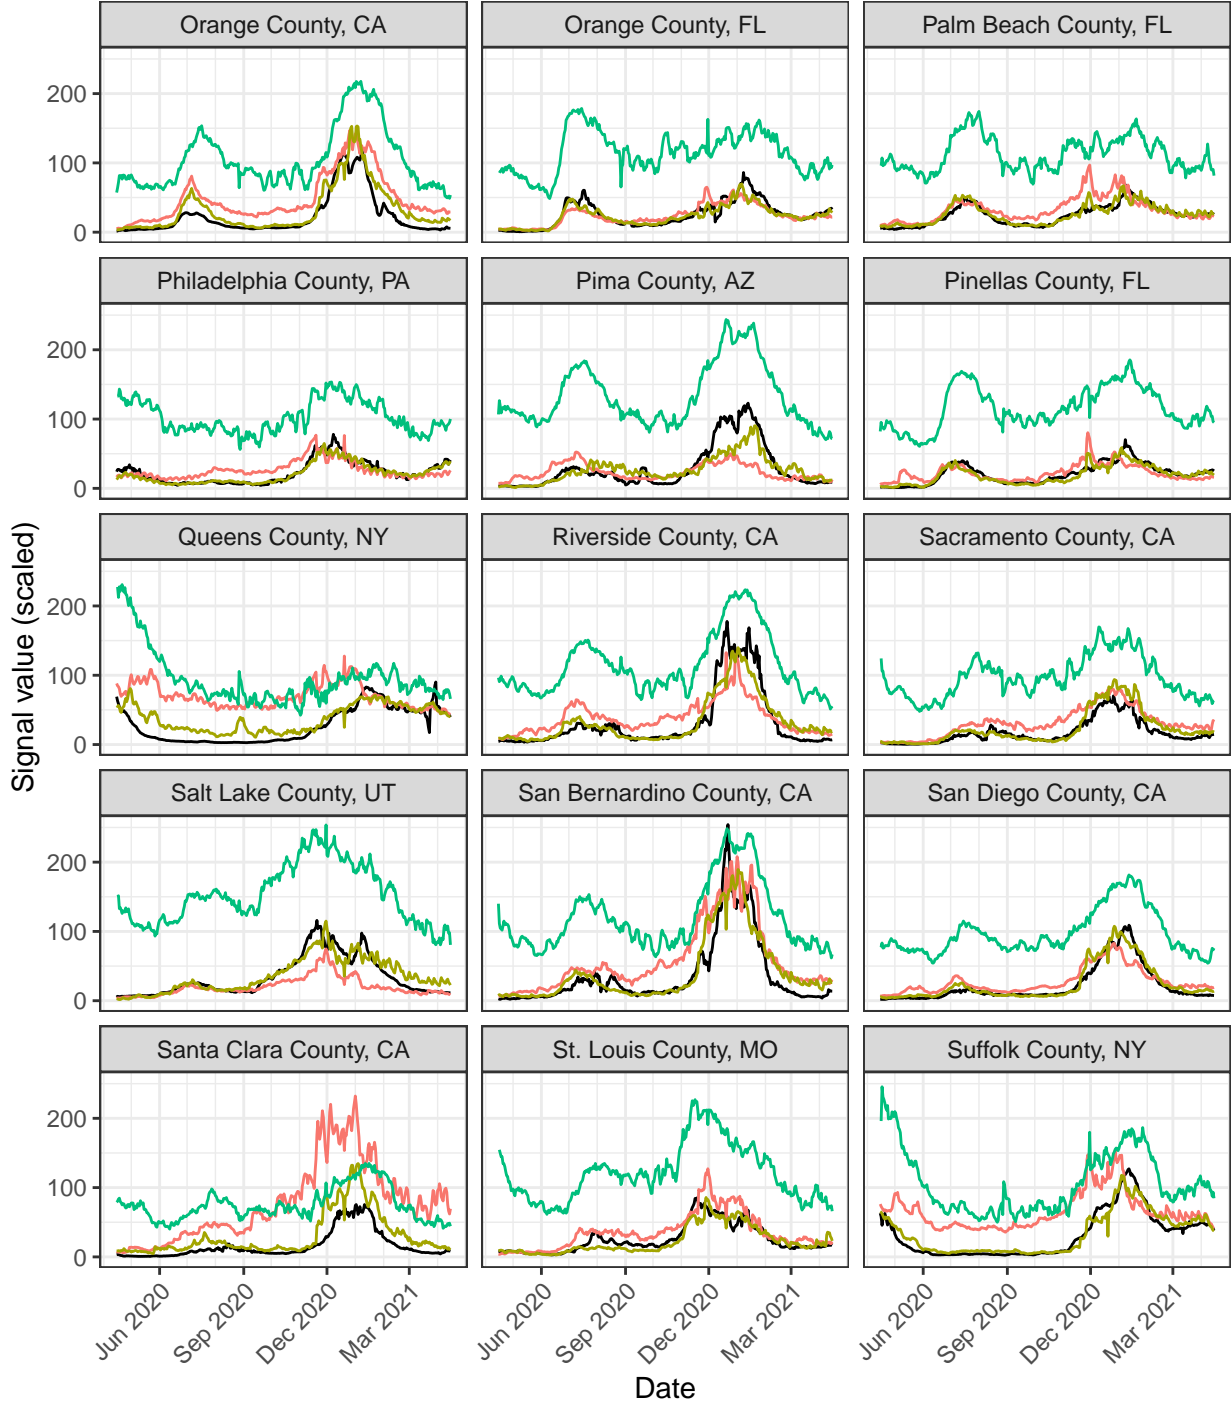 Orange County, CA
Orange County, FL
Palm Beach County, FL
200
100
0
Philadelphia County, PA
Pima County, AZ
Pinellas County, FL
200
100
0
Queens County, NY
Riverside County, CA
Sacramento County, CA
200
100
0
Salt Lake County, UT
San Bernardino County, CA
San Diego County, CA
200
100
0
Santa Clara County, CA
St. Louis County, MO
Suffolk County, NY
200
100
0
Signal value (scaled)
Jun 2020
Sep 2020
Dec 2020
Mar 2021
Jun 2020
Sep 2020
Dec 2020
Mar 2021
Jun 2020
Sep 2020
Dec 2020
Mar 2021
Date